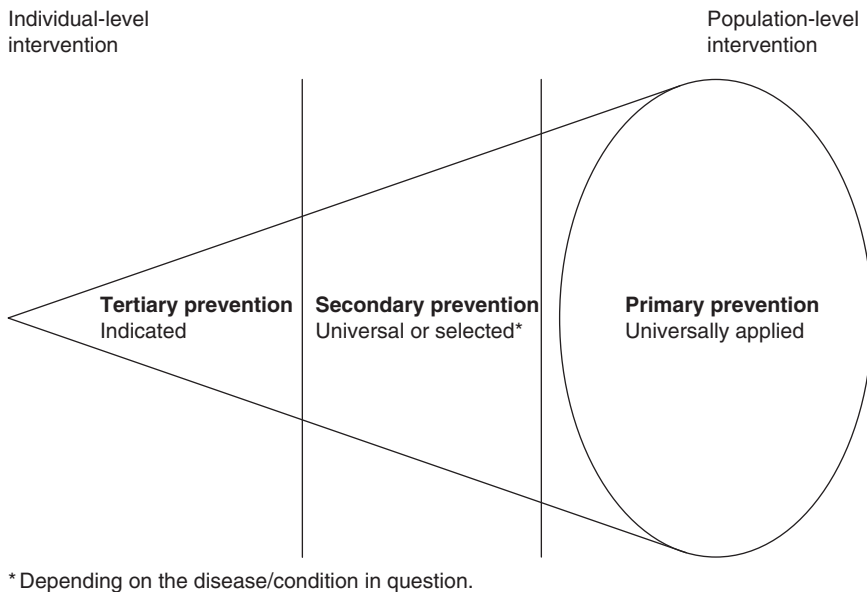 Individual-level
intervention
Population-level
intervention
Tertiary prevention
Indicated
Secondary prevention
Universal or selected*
Primary prevention
Universally applied
*Depending on the disease/condition in question.